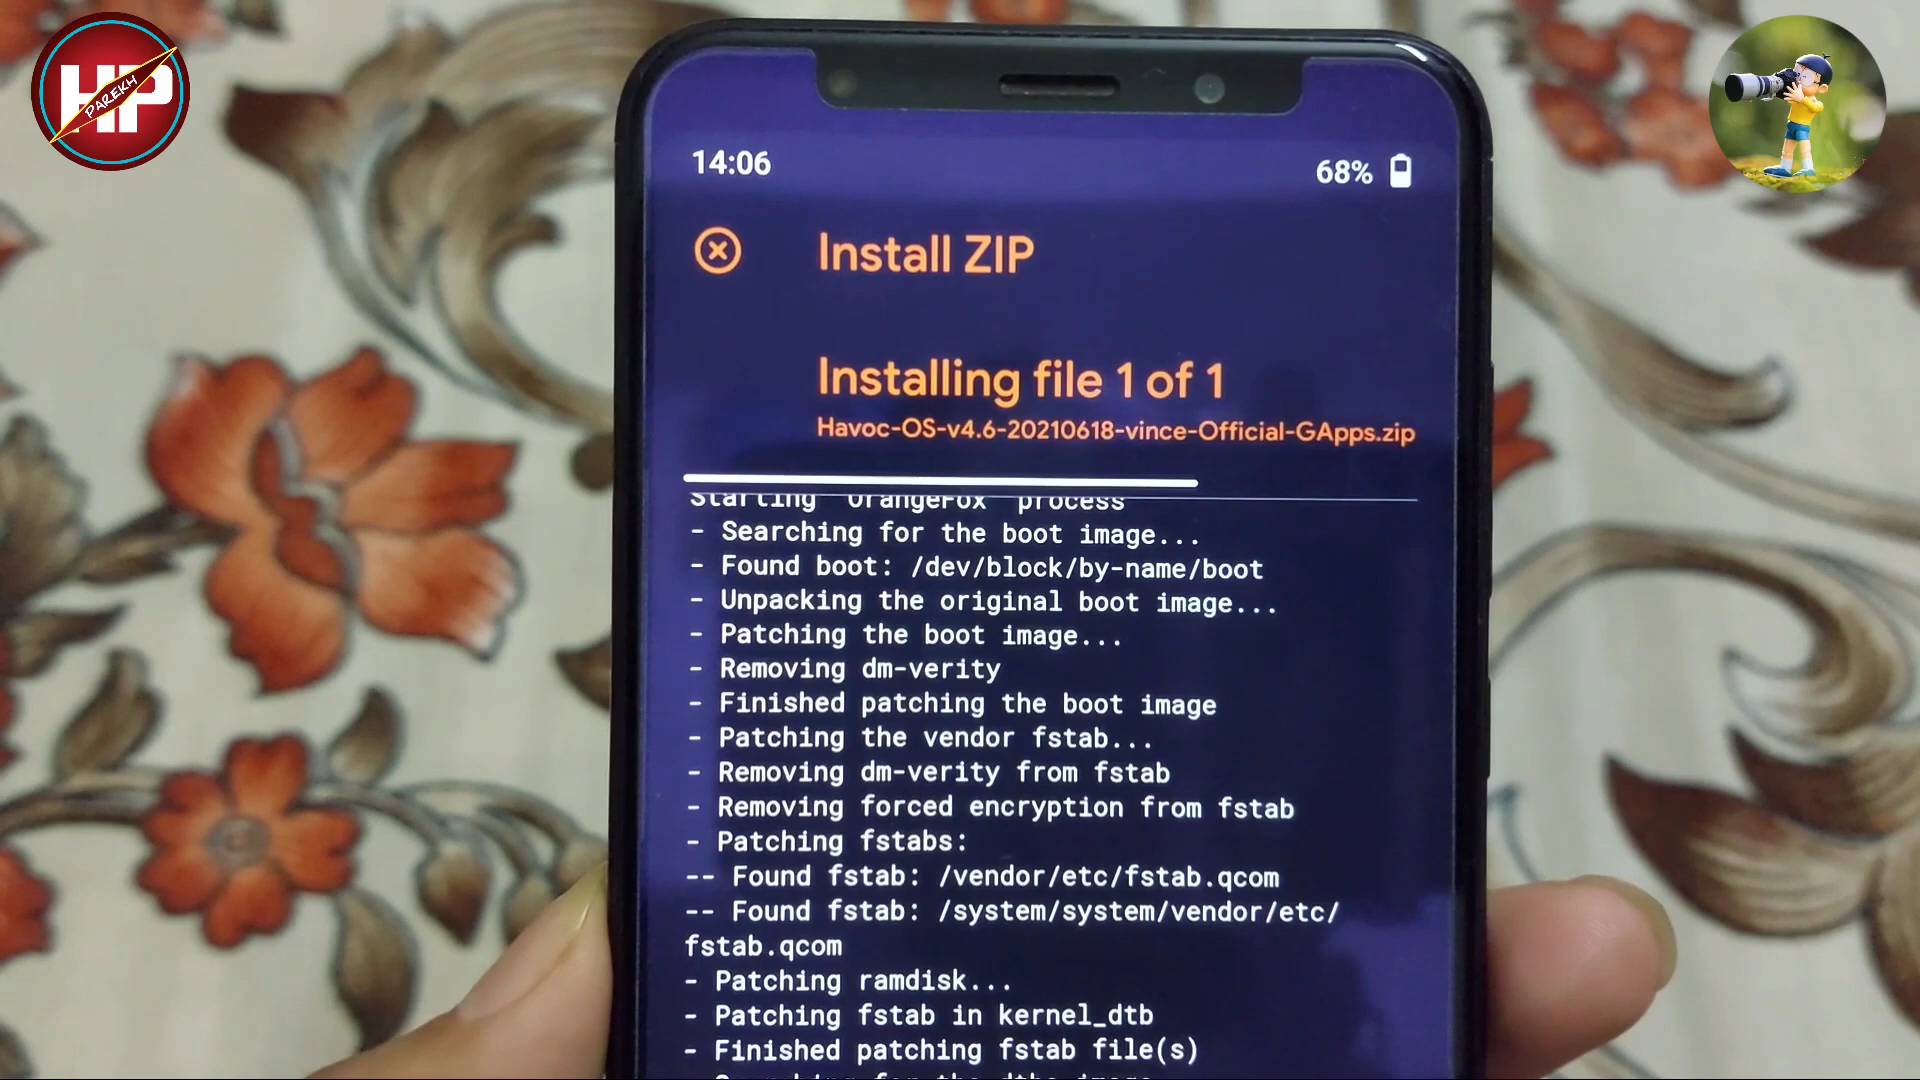 HP
PAREKH
14:06
68%
Install ZIP
Installing file 1 of 1
Havoc-OS-v4.6-20210618-vince-Official-GApps.zip
Starting OrangeFox process
- Searching for the boot image...
- Found boot: /dev/block/by-name/boot
- Unpacking the original boot image...
- Patching the boot image...
- Removing dm-verity
- Finished patching the boot image
- Patching the vendor fstab...
- Removing dm-verity from fstab
- Removing forced encryption from fstab
- Patching fstabs:
-- Found fstab: /vendor/etc/fstab.qcom
-- Found fstab: /system/system/vendor/etc/
fstab.qcom
- Patching ramdisk...
- Patching fstab in kernel_dtb
- Finished patching fstab file(s)